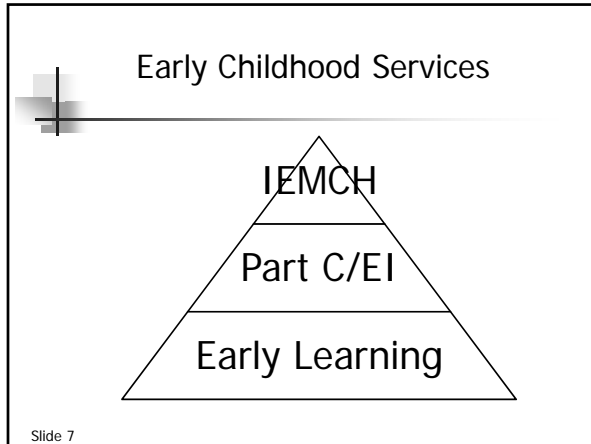 Early Childhood Services
IEMCH
Part C/EI
Early Learning
Slide 7